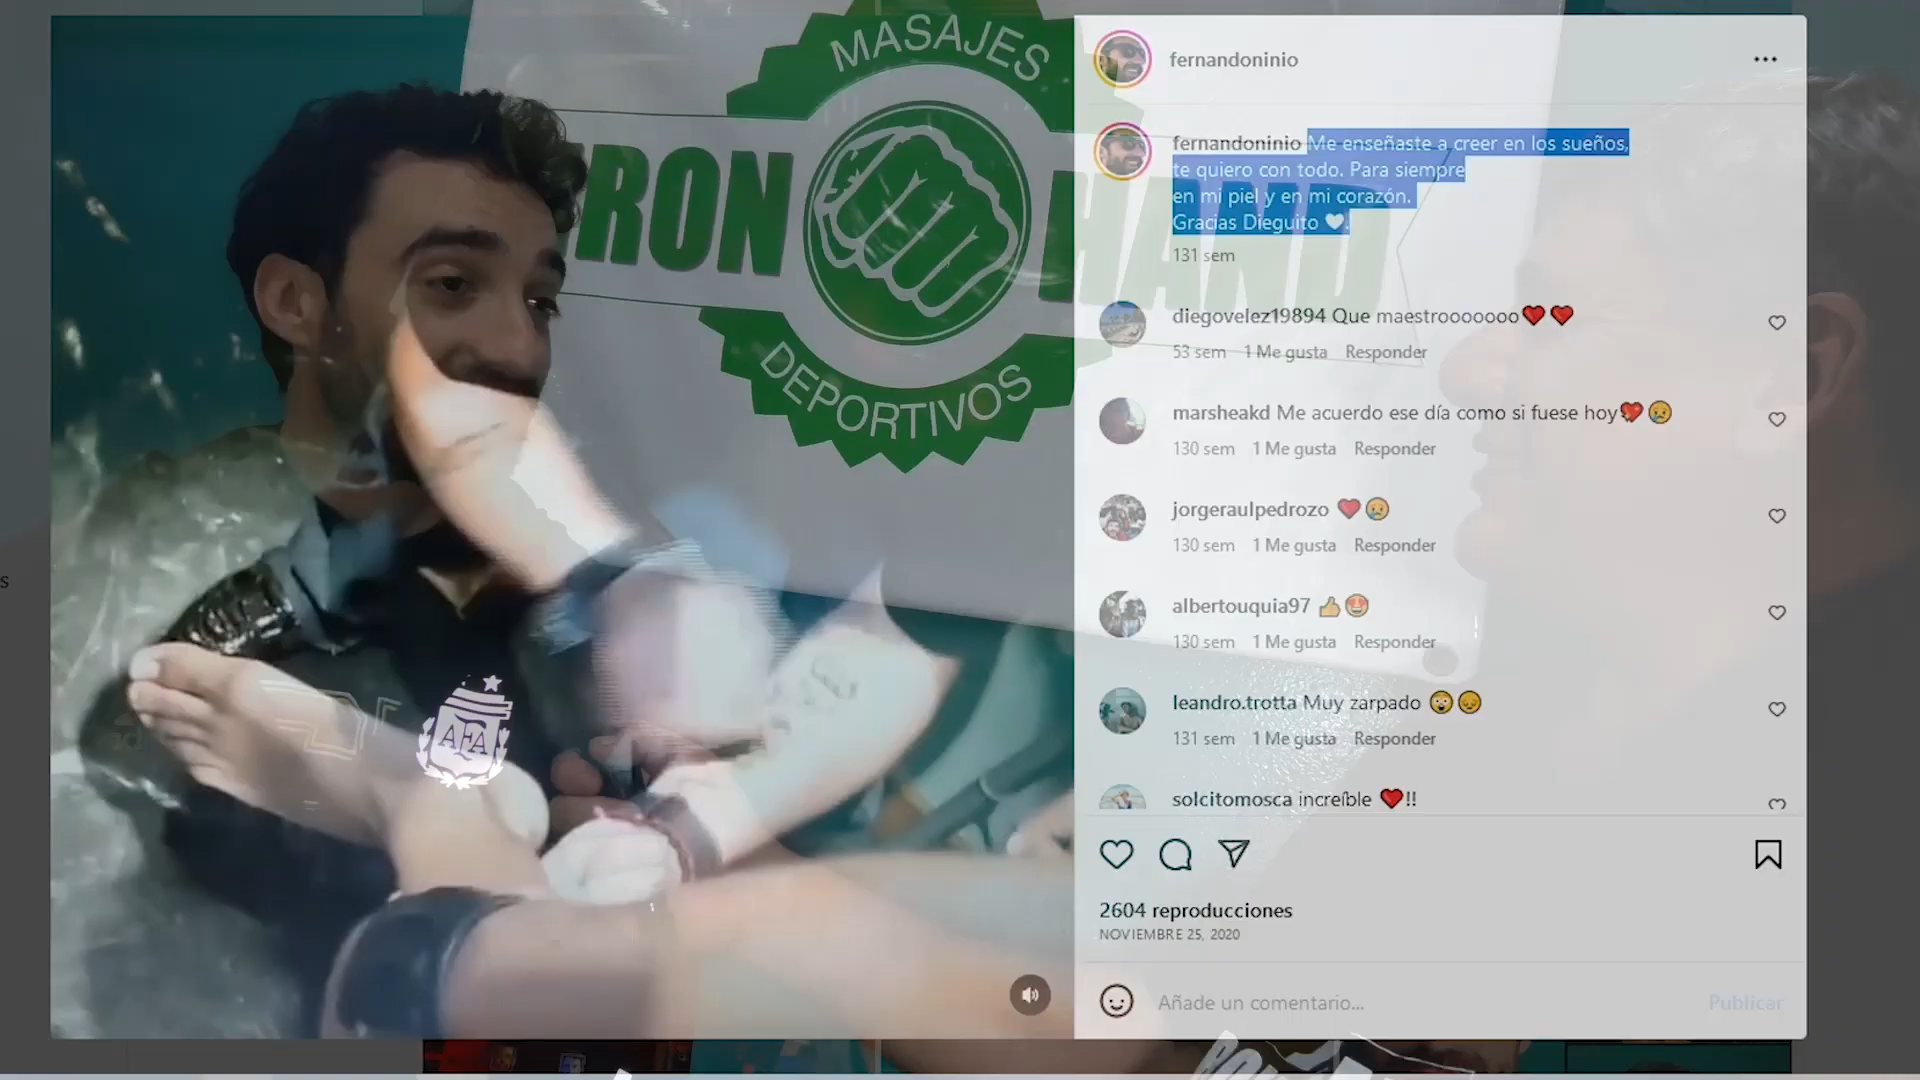 MASAJES
IRON HAND
DEPORTIVOS
AFA
s
fernandoninio
fernandoninio Me enseñaste a creer en los sueños,
te quiero con todo. Para siempre
en mi piel y en mi corazón.
Gracias Dieguito 🤍.
131 sem
diegovelez19894 Que maestrooooooo❤️❤️
53 sem 1 Me gusta Responder
marsheakd Me acuerdo ese día como si fuese hoy❤️😢
130 sem 1 Me gusta Responder
jorgeraulpedrozo ❤️😢
130 sem 1 Me gusta Responder
albertouquia97 👍😍
130 sem 1 Me gusta Responder
leandro.trotta Muy zarpado 😲😞
131 sem 1 Me gusta Responder
solcitomosca increíble ❤️!!
2604 reproducciones
NOVIEMBRE 25, 2020
Añade un comentario...
Publicar